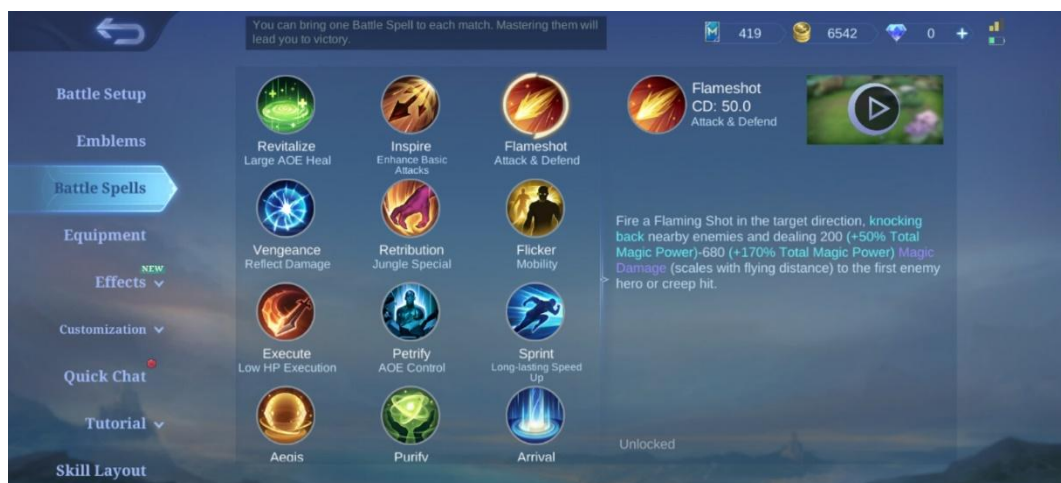 You can bring one Battle Spell to each match. Mastering them will
lead you to victory.
419
6542
0
+
Battle Setup
Emblems
Battle Spells
Equipment
NEW
Effects
Customization
Quick Chat
Tutorial
Skill Layout
Revitalize
Large AOE Heal
Inspire
Enhance Basic
Attacks
Flameshot
Attack & Defend
Vengeance
Reflect Damage
Retribution
Jungle Special
Flicker
Mobility
Execute
Low HP Execution
Petrify
AOE Control
Sprint
Long-lasting Speed
Up
Aegis
Purify
Arrival
Flameshot
CD: 50.0
Attack & Defend
Fire a Flaming Shot in the target direction, knocking
back nearby enemies and dealing 200 (+50% Total
Magic Power)-680 (+170% Total Magic Power) Magic
Damage (scales with flying distance) to the first enemy
hero or creep hit.
Unlocked